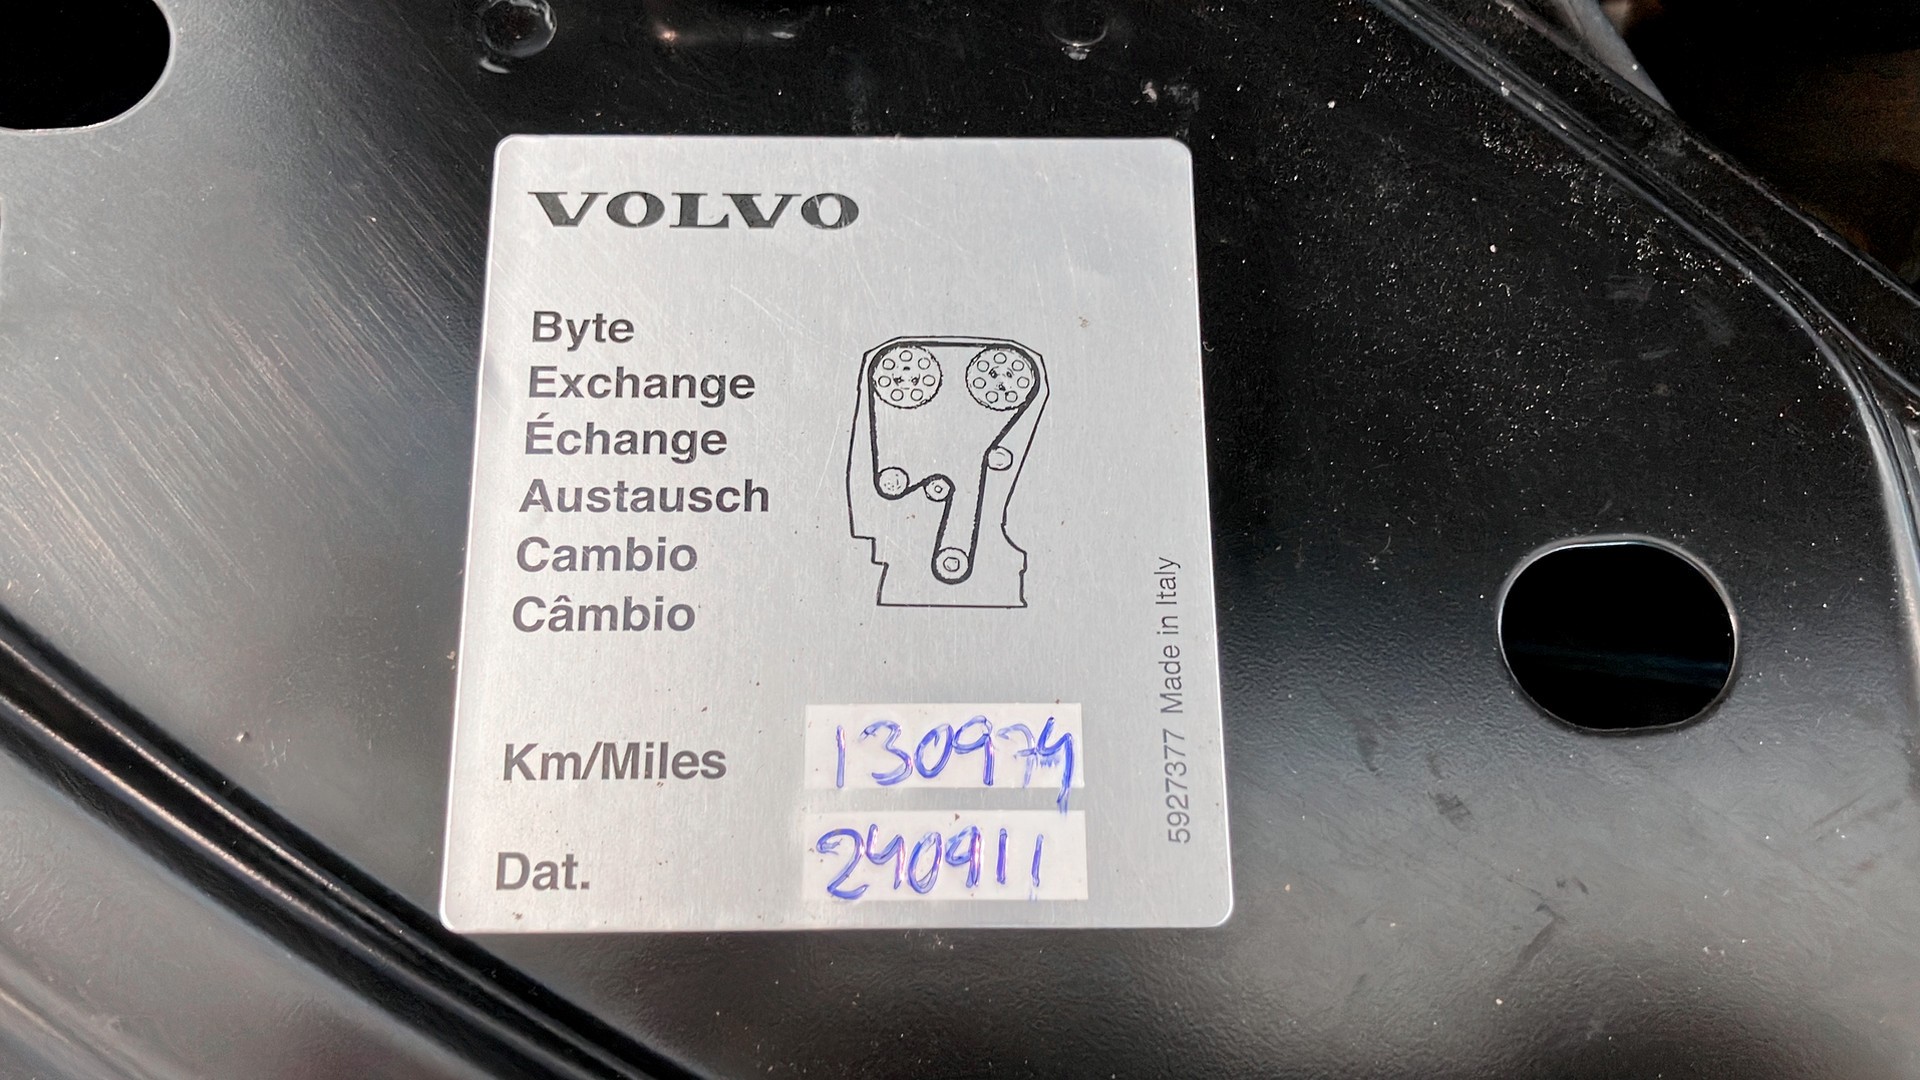 VOLVO
Byte
Exchange
Échange
Austausch
Cambio
Câmbio
Km/Miles 130974
Dat. 240911
5927377 Made in Italy